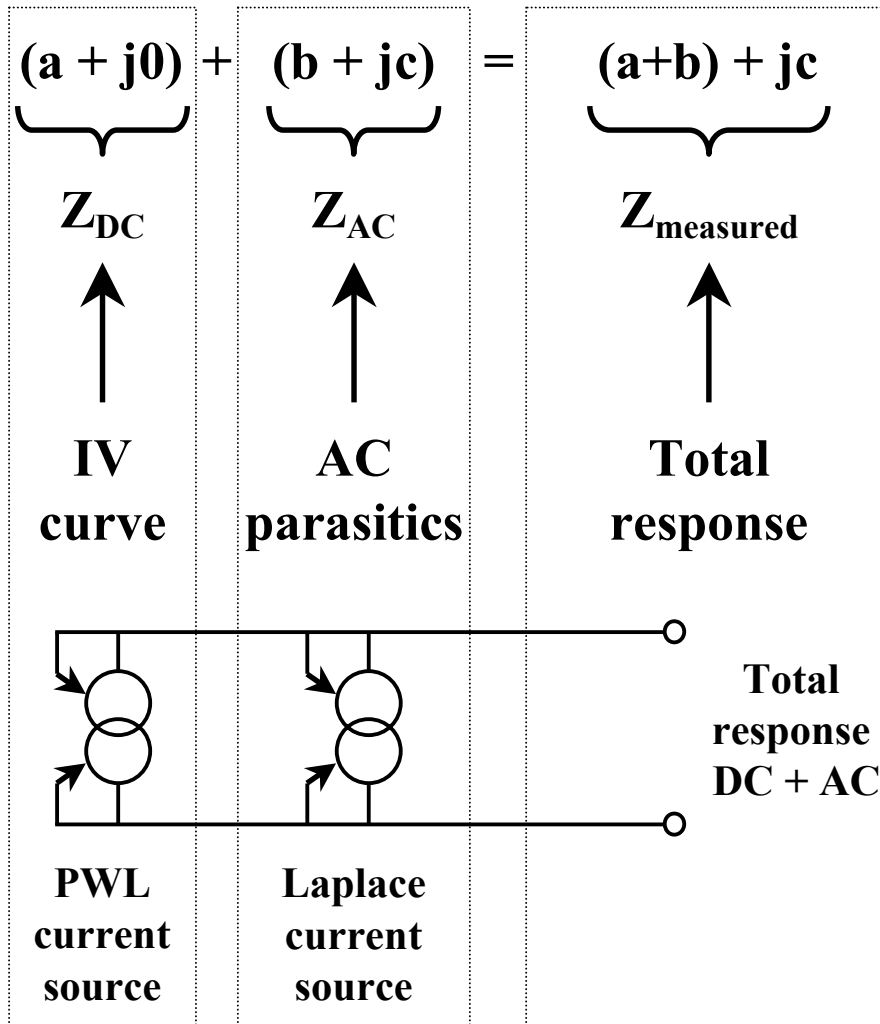 (a + j0) + (b + jc) = (a+b) + jc
Z_DC Z_AC Z_measured
IV AC Total
curve parasitics response
Total
response
DC + AC
PWL Laplace
current current
source source